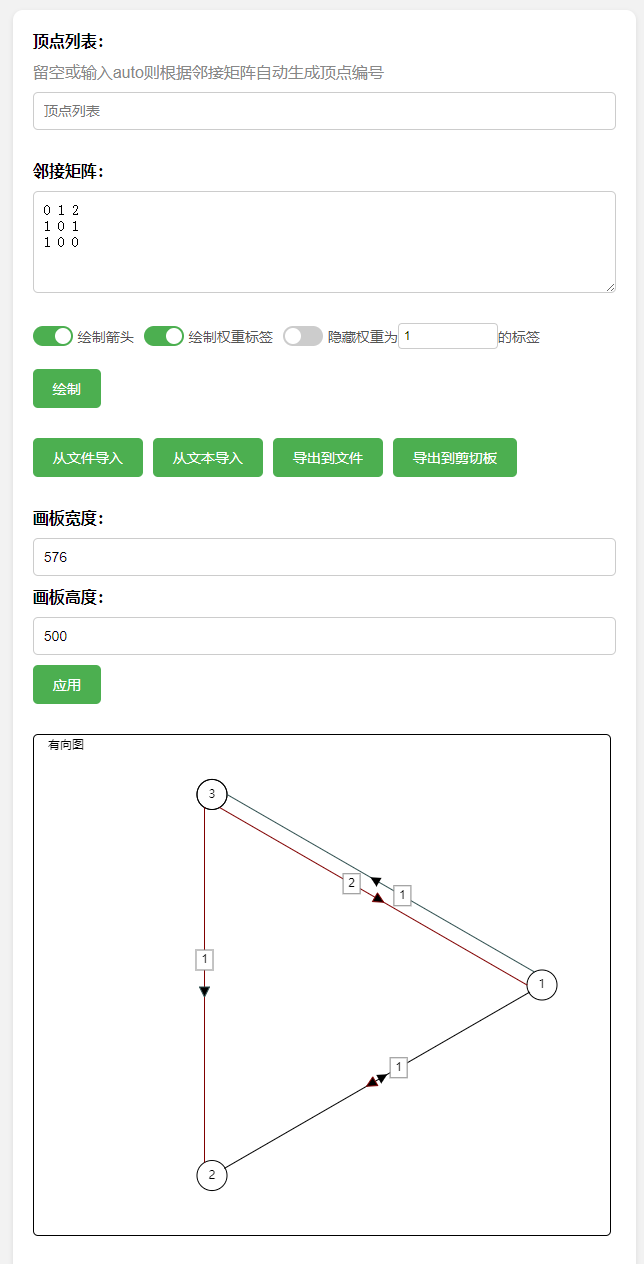 顶点列表：
留空或输入auto则根据邻接矩阵自动生成顶点编号
顶点列表
邻接矩阵：
0 1 2
1 0 1
1 0 0
绘制箭头 绘制权重标签 隐藏权重为 1 的标签
绘制
从文件导入 从文本导入 导出到文件 导出到剪切板
画板宽度：
576
画板高度：
500
应用
有向图
3
2
1
1
1
1
2